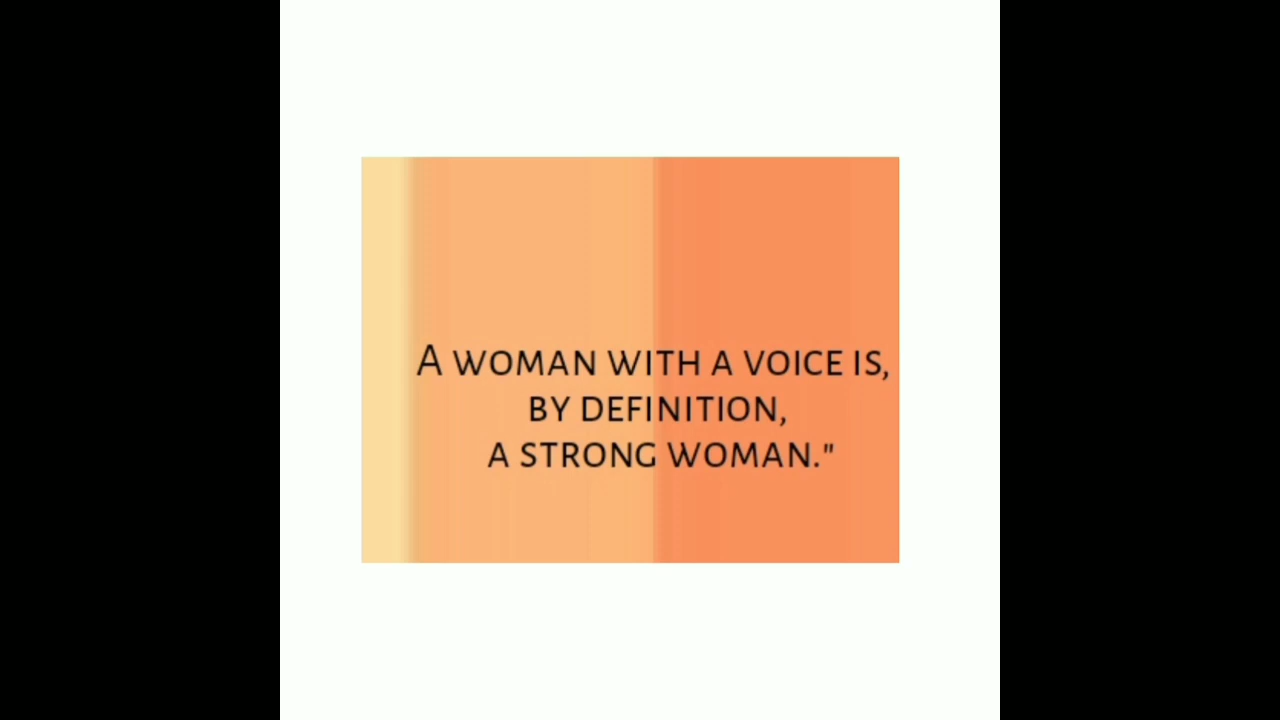 A WOMAN WITH A VOICE IS,
BY DEFINITION,
A STRONG WOMAN."